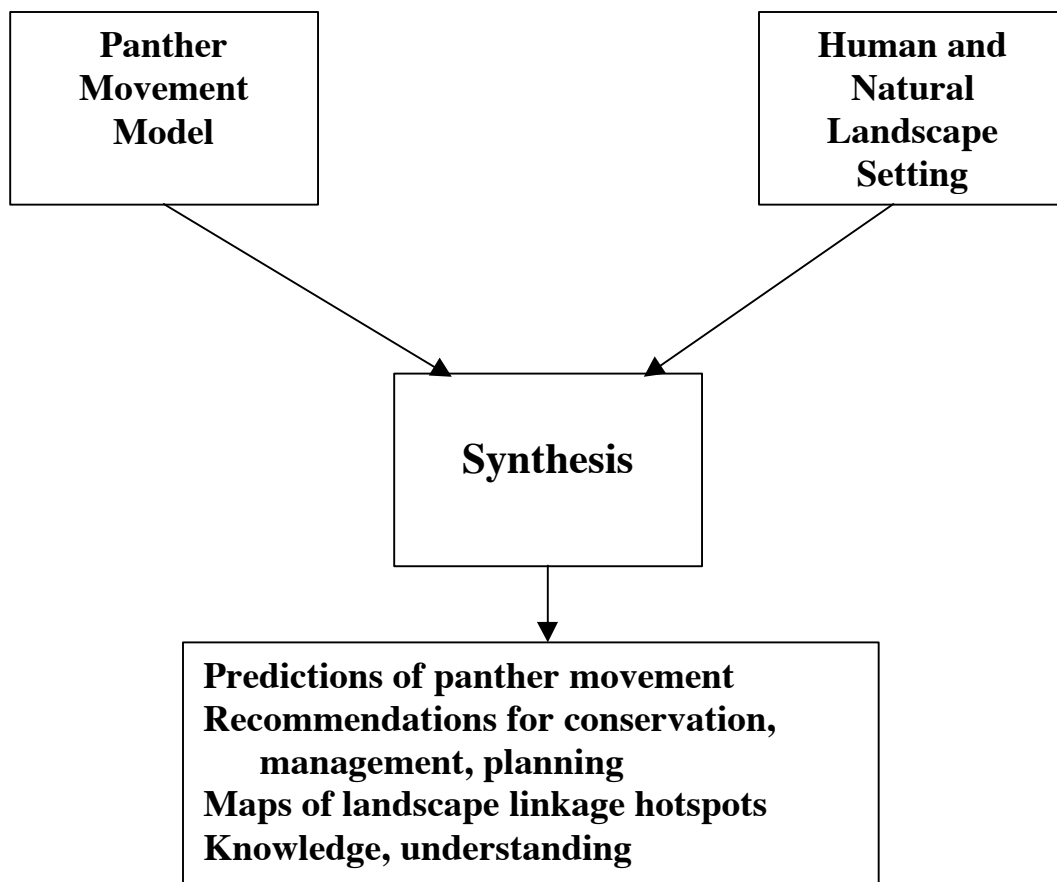 Panther
Movement
Model
Human and
Natural
Landscape
Setting
Synthesis
Predictions of panther movement
Recommendations for conservation,
management, planning
Maps of landscape linkage hotspots
Knowledge, understanding